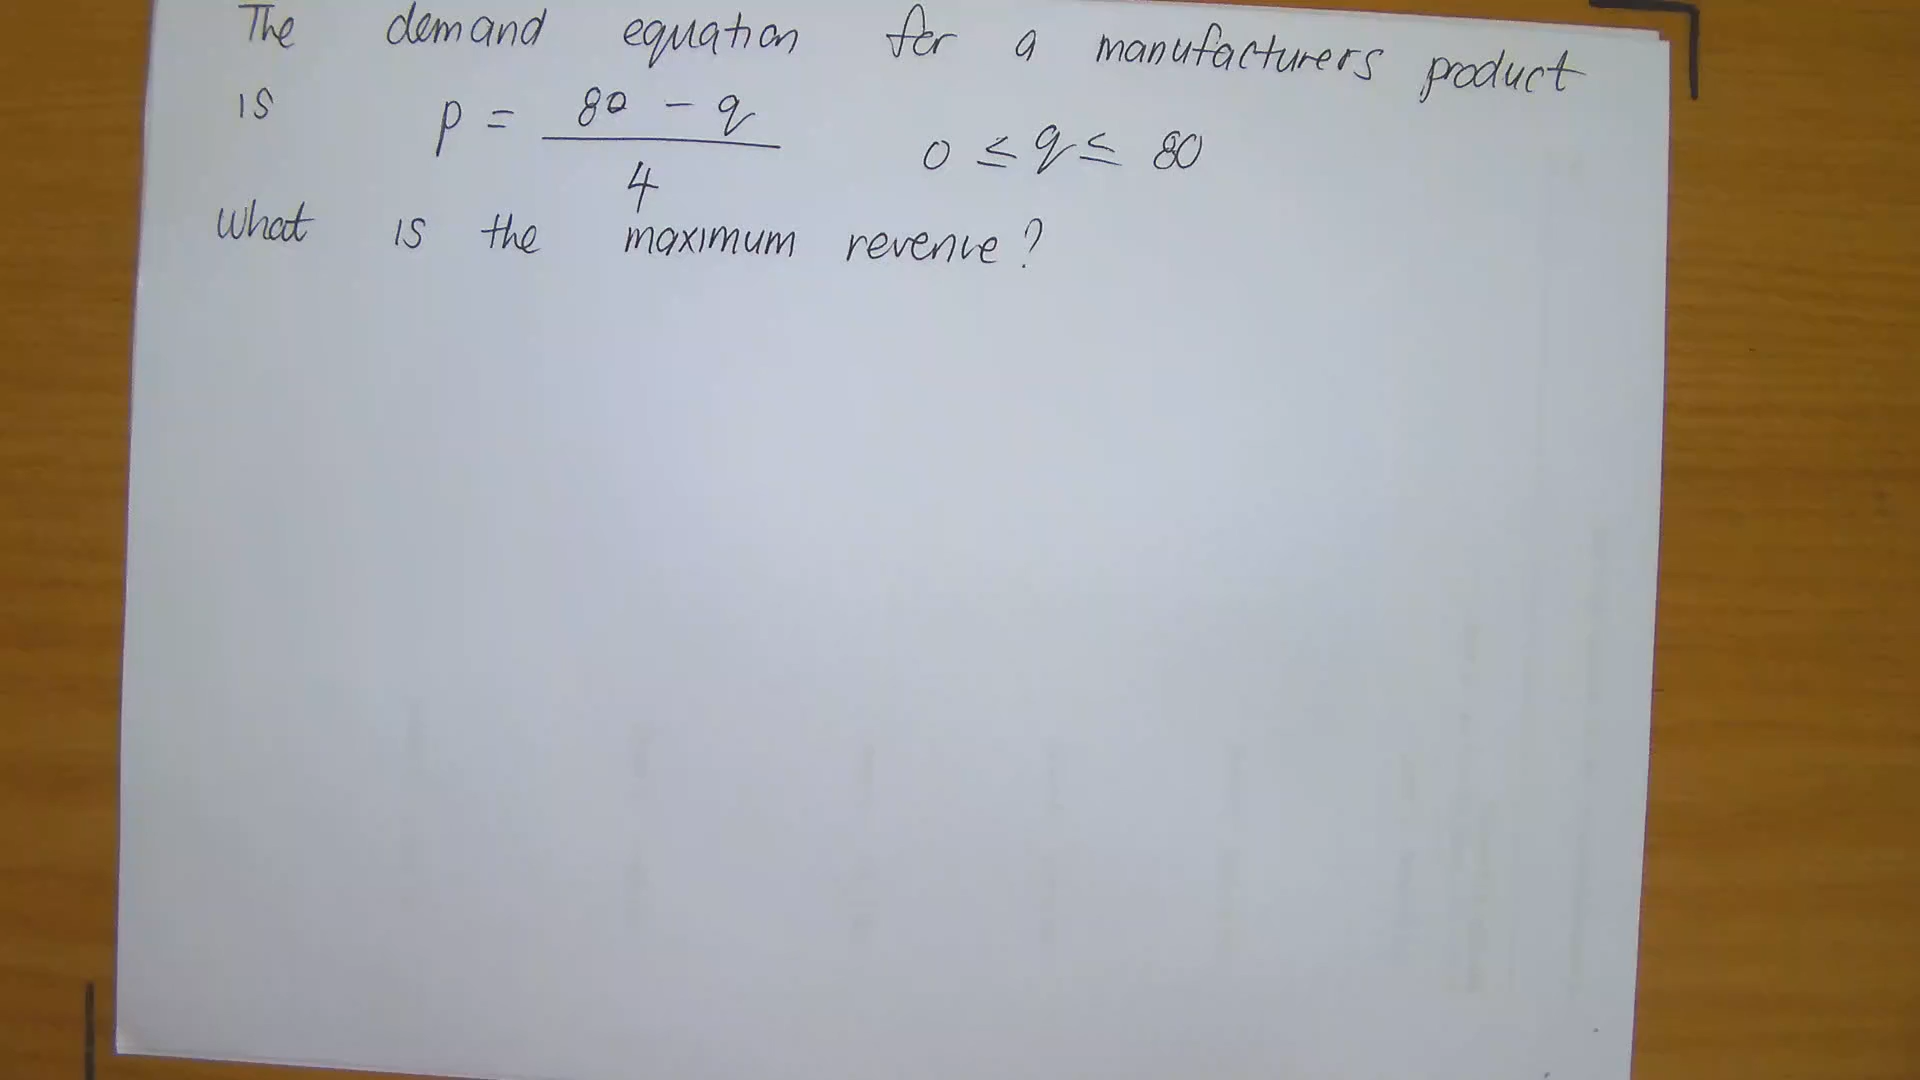 The demand equation for a manufacturers product
is p = 80 - q / 4 0 ≤ q ≤ 80
What is the maximum revenue?